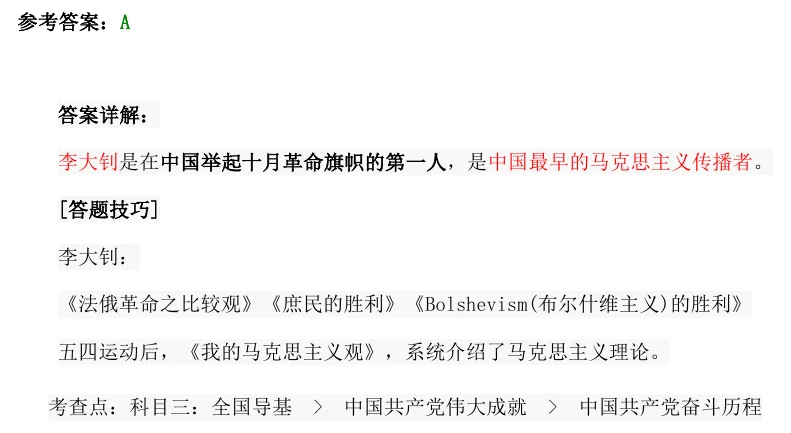 参考答案：A
答案详解：
李大钊是在中国举起十月革命旗帜的第一人，是中国最早的马克思主义传播者。
[答题技巧]
李大钊：
《法俄革命之比较观》《庶民的胜利》《Bolshevism(布尔什维主义)的胜利》
五四运动后，《我的马克思主义观》，系统介绍了马克思主义理论。
考查点：科目三：全国导基 > 中国共产党伟大成就 > 中国共产党奋斗历程